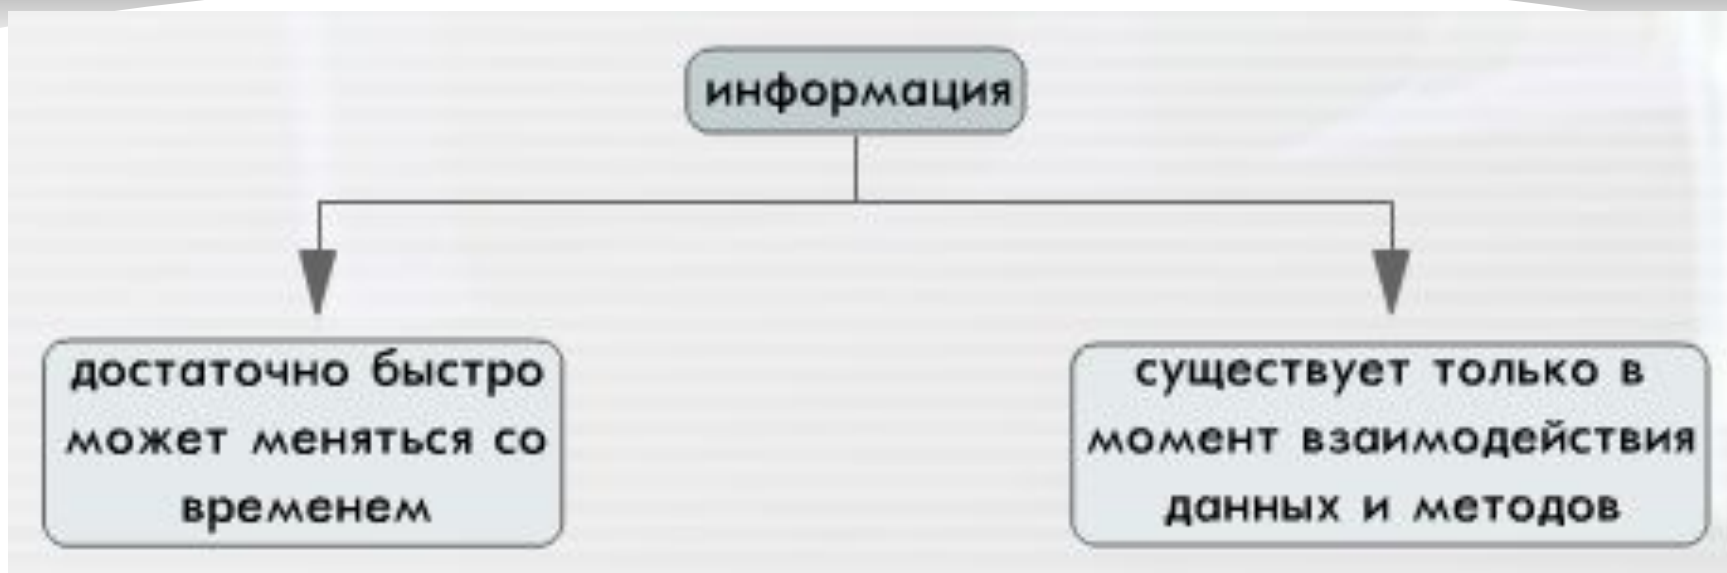 информация
достаточно быстро
может меняться со
временем
существует только в
момент взаимодействия
данных и методов